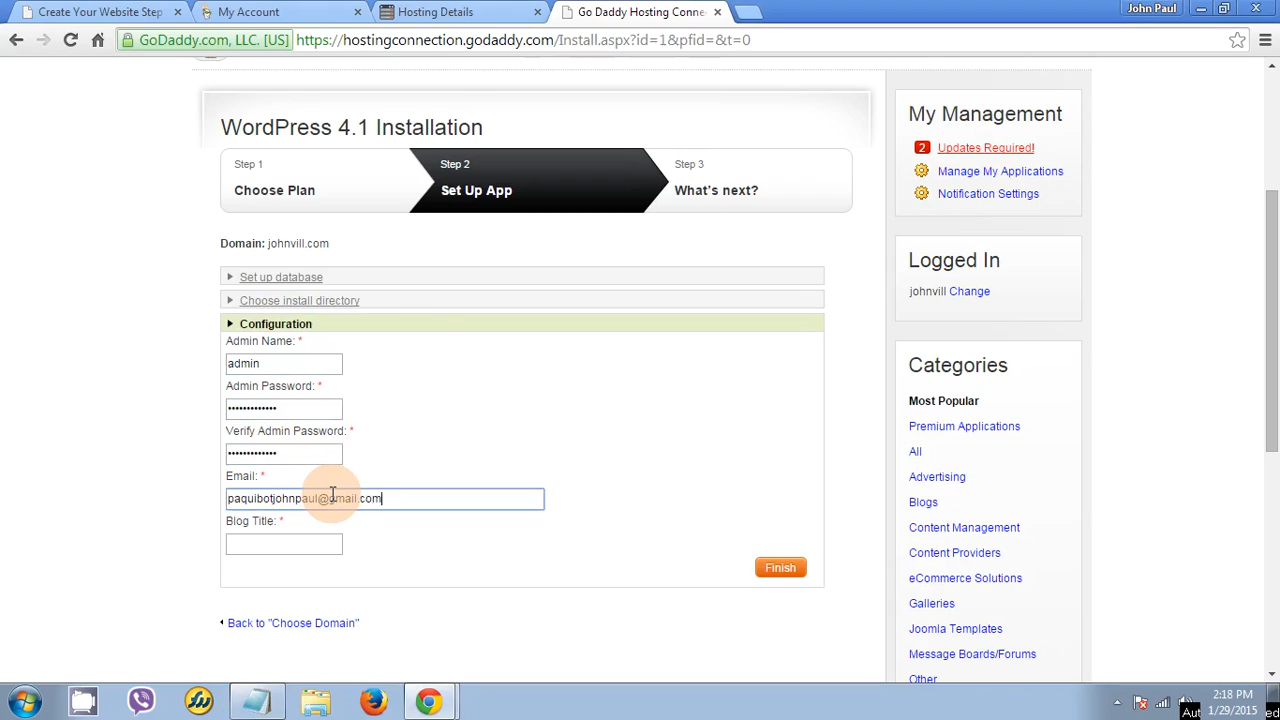 Create Your Website Step
My Account
Hosting Details
Go Daddy Hosting Conne
John Paul
GoDaddy.com, LLC. [US]
https://hostingconnection.godaddy.com/Install.aspx?id=1&pfid=&t=0
WordPress 4.1 Installation
Step 1
Choose Plan
Step 2
Set Up App
Step 3
What's next?
Domain: johnvill.com
Set up database
Choose install directory
Configuration
Admin Name: *
admin
Admin Password: *
•••••••••••••
Verify Admin Password: *
•••••••••••••
Email: *
paquibotjohnpaul@gmail.com
Blog Title: *
Finish
Back to "Choose Domain"
My Management
2 Updates Required!
Manage My Applications
Notification Settings
Logged In
johnvill Change
Categories
Most Popular
Premium Applications
All
Advertising
Blogs
Content Management
Content Providers
eCommerce Solutions
Galleries
Joomla Templates
Message Boards/Forums
Other
2:18 PM
1/29/2015